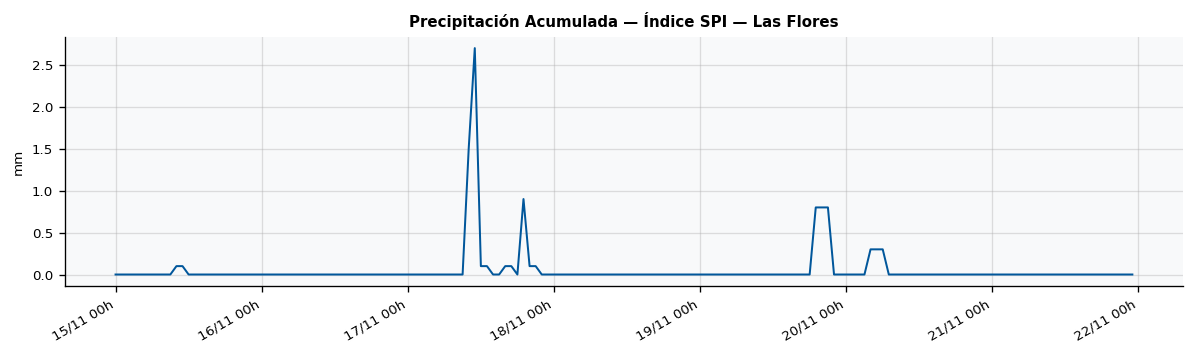 Precipitación Acumulada — Índice SPI — Las Flores
mm
2.5
2.0
1.5
1.0
0.5
0.0
15/11 00h
16/11 00h
17/11 00h
18/11 00h
19/11 00h
20/11 00h
21/11 00h
22/11 00h